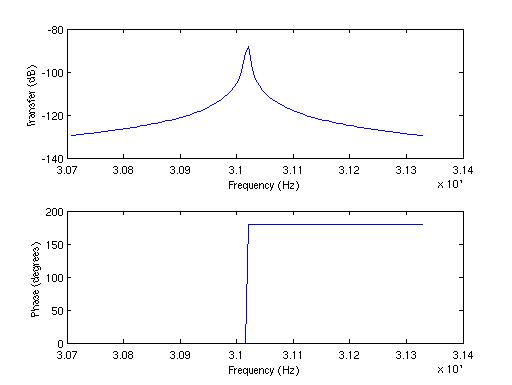 -80
-100
-120
-140
Transfer (dB)
3.07 3.08 3.09 3.1 3.11 3.12 3.13 3.14
Frequency (Hz)
x 10¹
200
150
100
50
0
Phase (degrees)
3.07 3.08 3.09 3.1 3.11 3.12 3.13 3.14
Frequency (Hz)
x 10¹